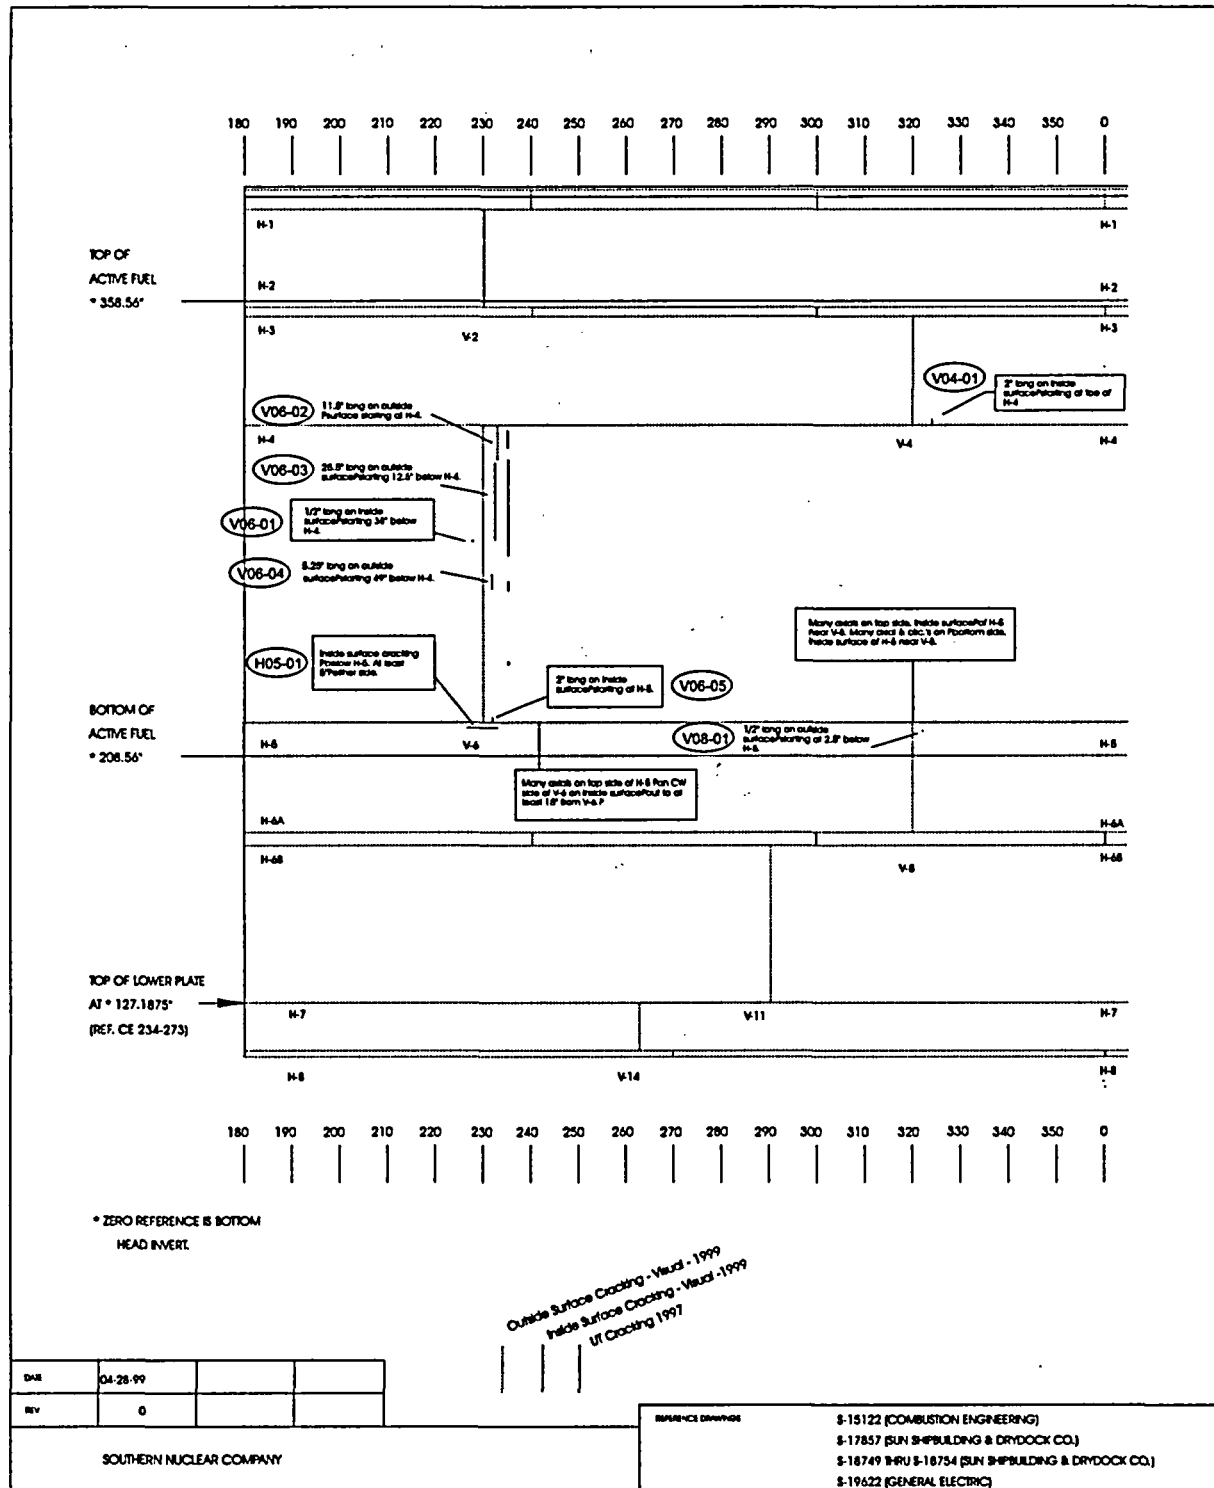 180 190 200 210 220 230 240 250 260 270 280 290 300 310 320 330 340 350 0
H-1 H-1
TOP OF
ACTIVE FUEL
* 358.56"
H-2 H-2
H-3 V-2 H-3
V04-01
2" long on inside
surface?starting at toe of
H-4
V06-02
11.8" long on outside
?surface starting at H-4.
H-4 V-4 H-4
V06-03
surface?starting 12.5" below H-4.
V06-01
1/2" long on inside
surface?starting 38" below
H-4.
V06-04
5.25" long on outside
surface?starting 49" below H-4.
Many axials on top side, inside surface?of H-5
near V-8. Many axial & circ.'s on ?bottom side,
inside surface of H-5 near V-8.
H05-01
Inside surface cracking
?below H-5. At least
2" long on inside
surface?starting at H-5.
V06-05
BOTTOM OF
ACTIVE FUEL
* 208.56"
H-5 V-6 H-5
V08-01
1/2" long on outside
surface?starting at 2.5" below
H-5.
Many axials on top side of H-5 ?on CW
side of V-6 on inside surface?out to at
least 18" from V-6.?
H-6A H-6A
H-6B V-8 H-6B
TOP OF LOWER PLATE
AT * 127.1875"
(REF. CE 234-273)
H-7 V-11 H-7
H-8 V-14 H-8
180 190 200 210 220 230 240 250 260 270 280 290 300 310 320 330 340 350 0
* ZERO REFERENCE IS BOTTOM
HEAD INVERT.
Outside Surface Cracking - Visual - 1999
Inside Surface Cracking - Visual -1999
UT Cracking 1997
DATE 04-28-99
REV 0
SOUTHERN NUCLEAR COMPANY
REFERENCE DRAWINGS
S-15122 (COMBUSTION ENGINEERING)
S-17857 (SUN SHIPBUILDING & DRYDOCK CO.)
S-18749 THRU S-18754 (SUN SHIPBUILDING & DRYDOCK CO.)
S-19622 (GENERAL ELECTRIC)